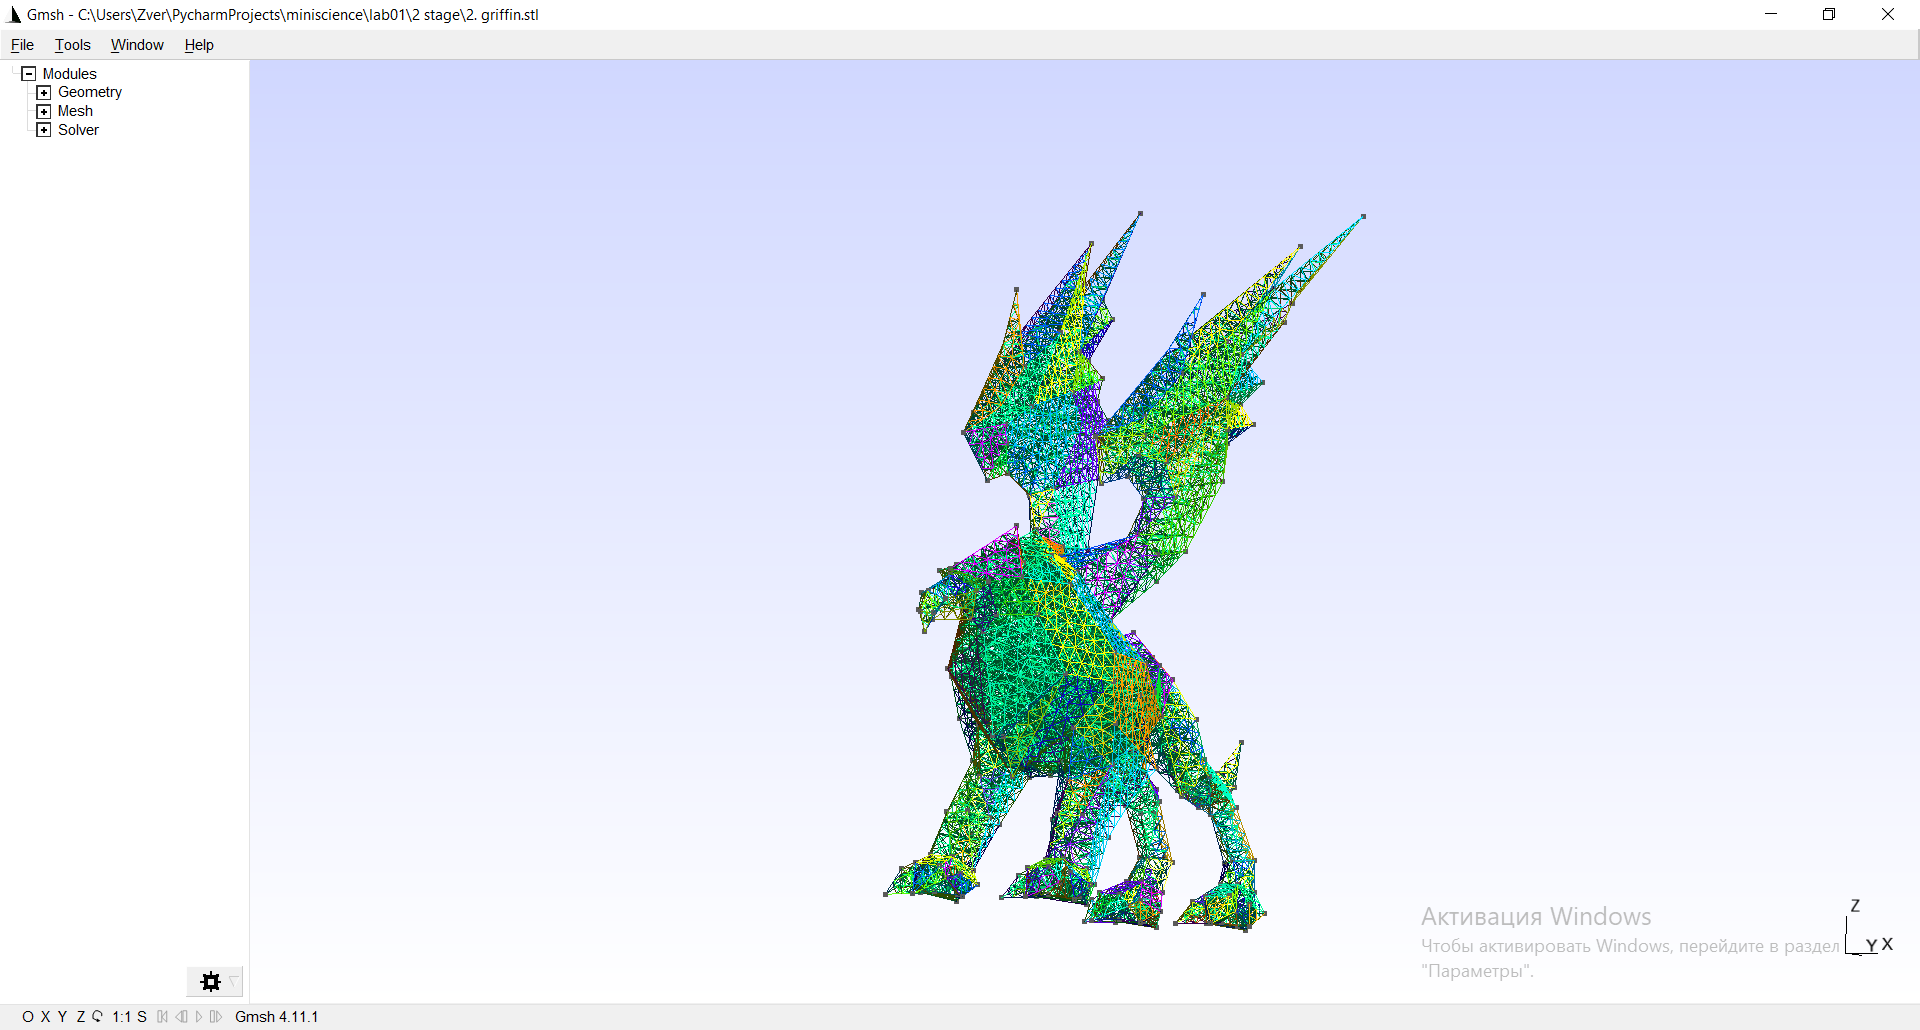 Gmsh - C:\Users\Zver\PycharmProjects\miniscience\lab01\2 stage\2. griffin.stl
File Tools Window Help
Modules
Geometry
Mesh
Solver
Активация Windows
Чтобы активировать Windows, перейдите в раздел
"Параметры".
Z
Y X
O X Y Z 1:1 S Gmsh 4.11.1